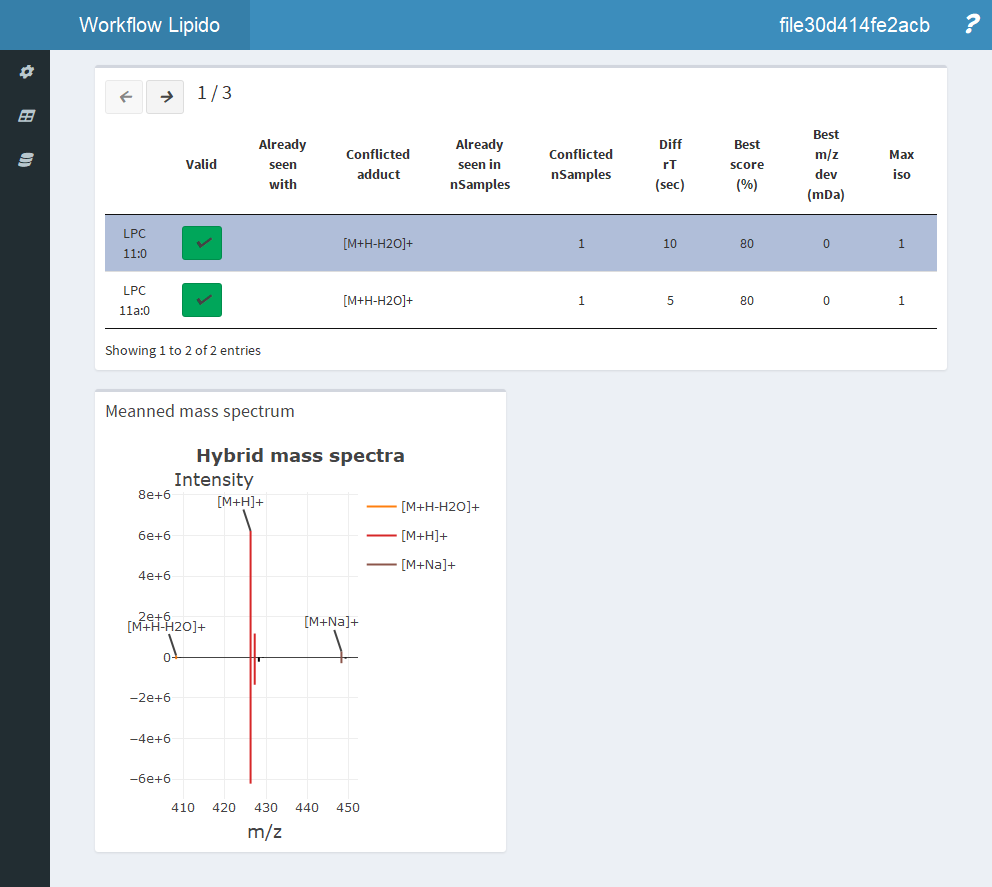 Workflow Lipido
file30d414fe2acb
?
1 / 3
Valid
Already seen with
Conflicted adduct
Already seen in nSamples
Conflicted nSamples
Diff rT (sec)
Best score (%)
Best m/z dev (mDa)
Max iso
LPC 11:0 [M+H-H2O]+ 1 10 80 0 1
LPC 11a:0 [M+H-H2O]+ 1 5 80 0 1
Showing 1 to 2 of 2 entries
Meanned mass spectrum
Hybrid mass spectra
Intensity
8e+6
6e+6
4e+6
2e+6
0
−2e+6
−4e+6
−6e+6
[M+H]+
[M+H-H2O]+
[M+Na]+
[M+H-H2O]+
[M+H]+
[M+Na]+
410 420 430 440 450
m/z